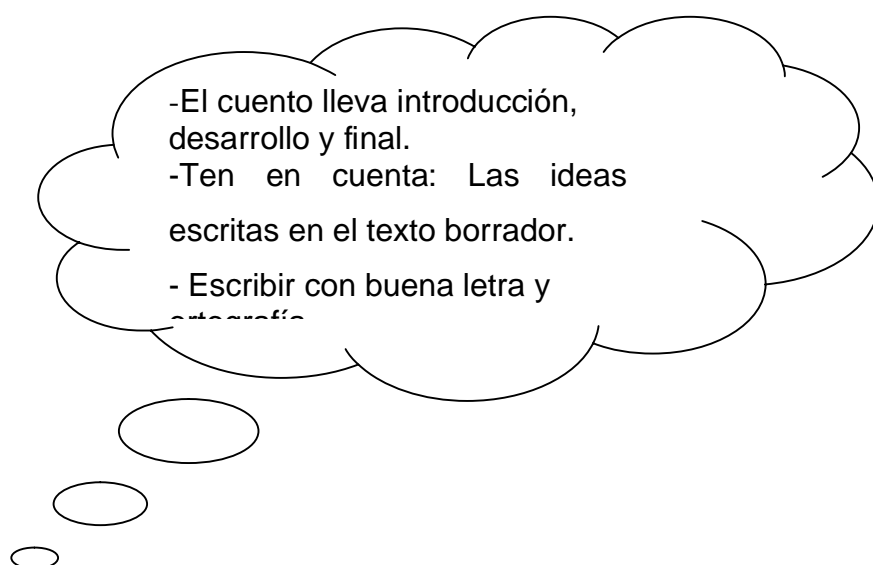 -El cuento lleva introducción,
desarrollo y final.
-Ten en cuenta: Las ideas
escritas en el texto borrador.
- Escribir con buena letra y
ortografía